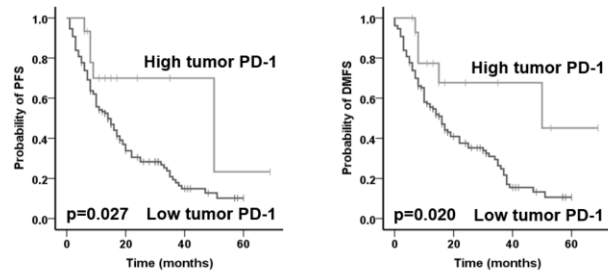 Probability of PFS
1.0
0.8
0.6
0.4
0.2
0.0
High tumor PD-1
p=0.027 Low tumor PD-1
0 20 40 60
Time (months)
Probability of DMFS
1.0
0.8
0.6
0.4
0.2
0.0
High tumor PD-1
p=0.020 Low tumor PD-1
0 20 40 60
Time (months)